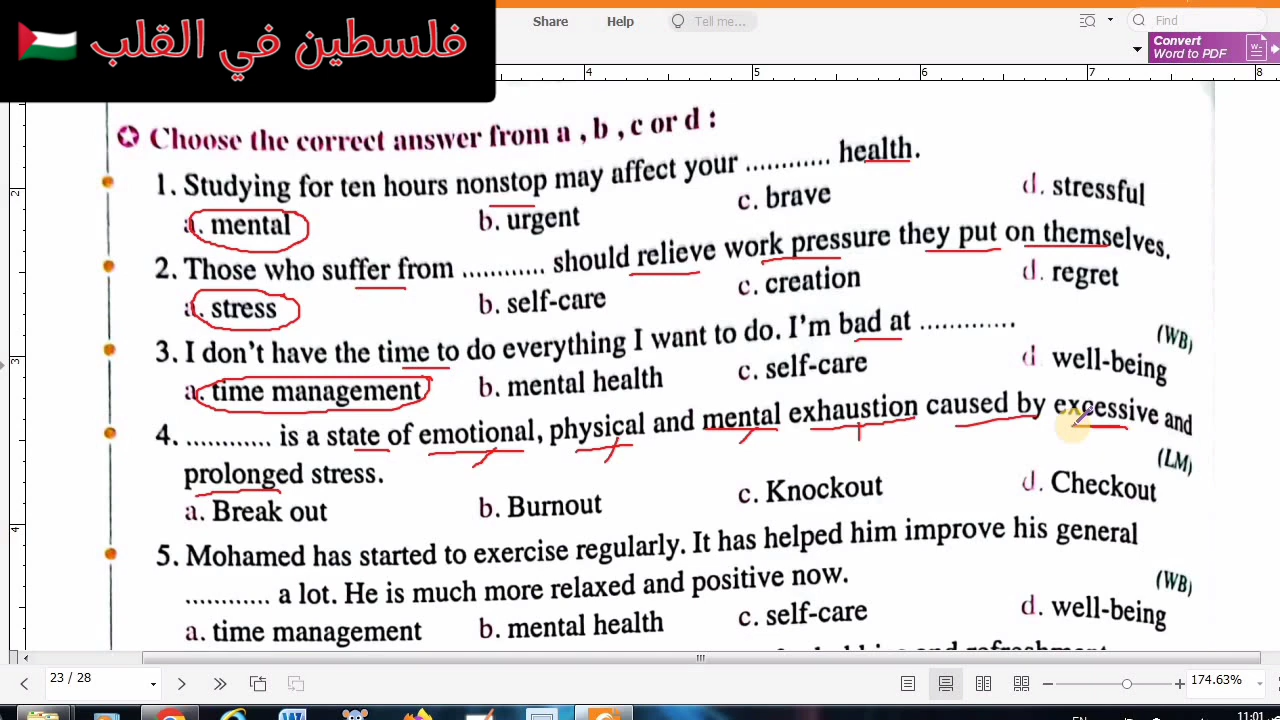 فلسطين في القلب 🇵🇸
Share Help Tell me... Find
Convert
Word to PDF
4 5 6 7 8
Choose the correct answer from a , b , c or d :
1. Studying for ten hours nonstop may affect your ............ health.
a. mental b. urgent c. brave d. stressful
2. Those who suffer from ............ should relieve work pressure they put on themselves.
a. stress b. self-care c. creation d. regret
3. I don't have the time to do everything I want to do. I'm bad at ............. (WB)
a. time management b. mental health c. self-care d well-being
4. ............ is a state of emotional, physical and mental exhaustion caused by excessive and
prolonged stress. (LM)
a. Break out b. Burnout c. Knockout d. Checkout
5. Mohamed has started to exercise regularly. It has helped him improve his general
............ a lot. He is much more relaxed and positive now. (WB)
a. time management b. mental health c. self-care d. well-being
2
3
4
23 / 28 174.63%
EN 11:01